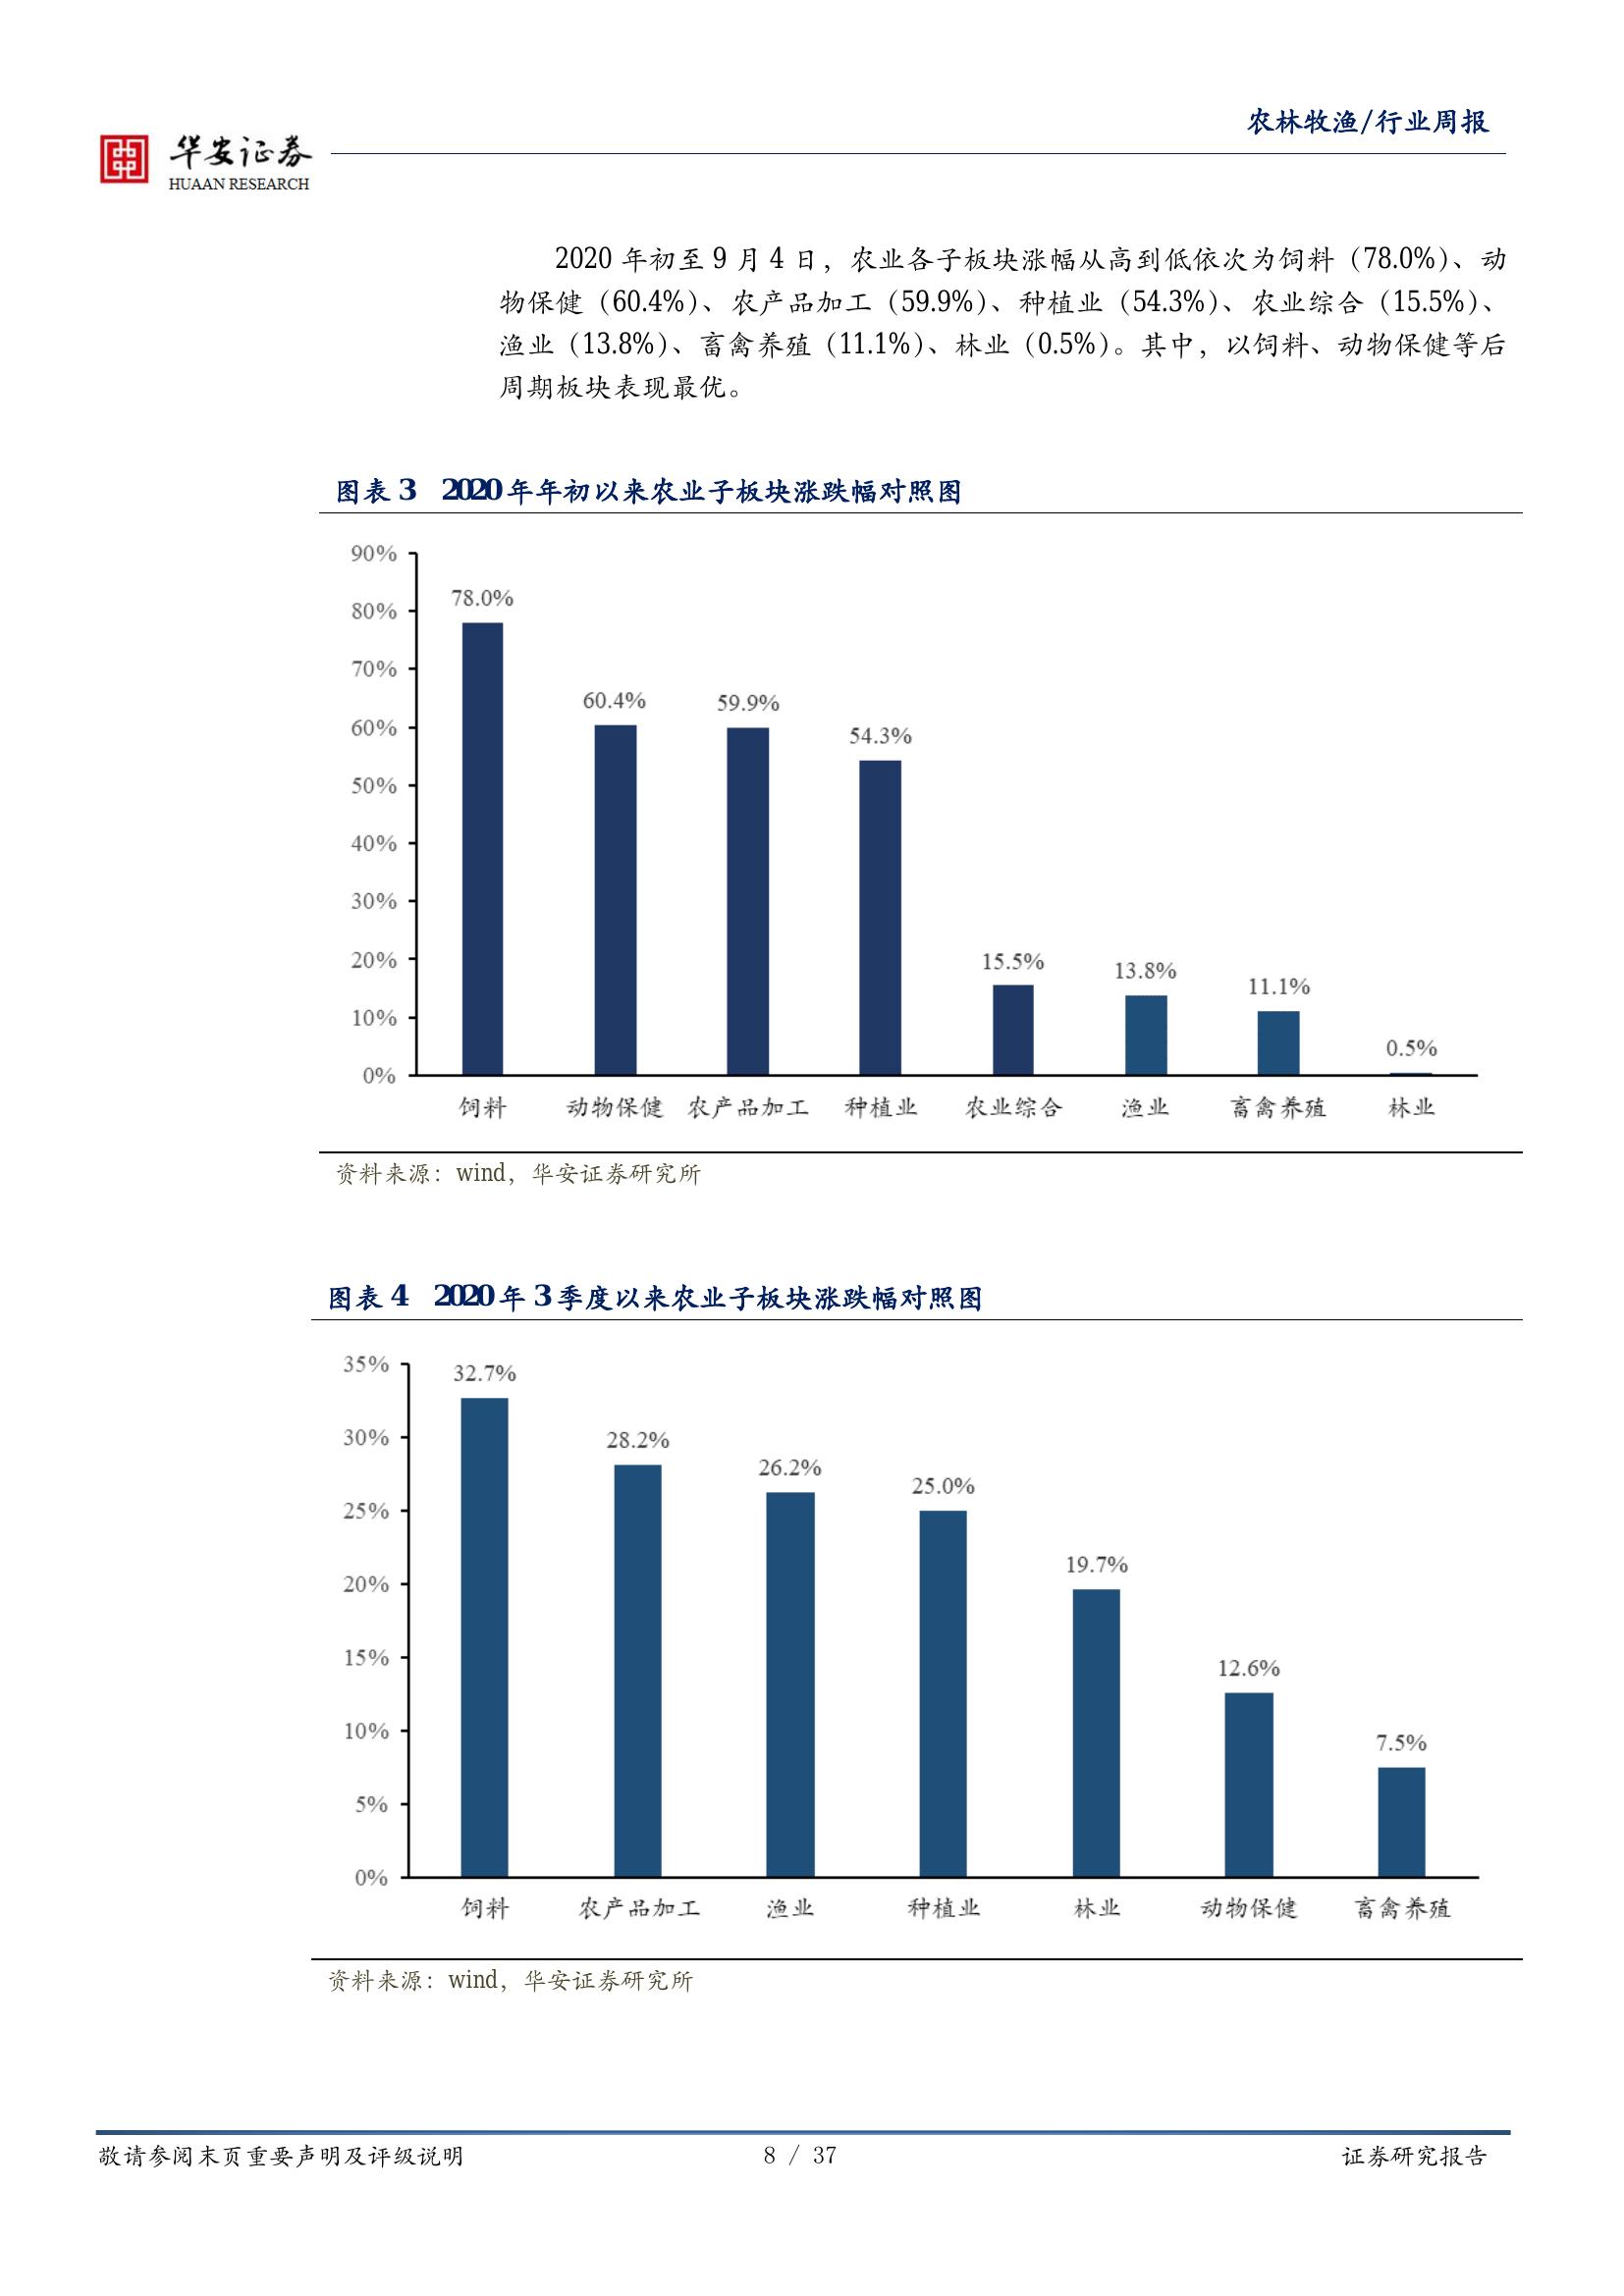 农林牧渔/行业周报
华安证券
HUAAN RESEARCH
2020 年初至 9 月 4 日，农业各子板块涨幅从高到低依次为饲料（78.0%）、动
物保健（60.4%）、农产品加工（59.9%）、种植业（54.3%）、农业综合（15.5%）、
渔业（13.8%）、畜禽养殖（11.1%）、林业（0.5%）。其中，以饲料、动物保健等后
周期板块表现最优。
图表 3 2020 年年初以来农业子板块涨跌幅对照图
90%
80%
70%
60%
50%
40%
30%
20%
10%
0%
78.0%
60.4%
59.9%
54.3%
15.5%
13.8%
11.1%
0.5%
饲料 动物保健 农产品加工 种植业 农业综合 渔业 畜禽养殖 林业
资料来源：wind，华安证券研究所
图表 4 2020 年 3 季度以来农业子板块涨跌幅对照图
35%
30%
25%
20%
15%
10%
5%
0%
32.7%
28.2%
26.2%
25.0%
19.7%
12.6%
7.5%
饲料 农产品加工 渔业 种植业 林业 动物保健 畜禽养殖
资料来源：wind，华安证券研究所
敬请参阅末页重要声明及评级说明 8 / 37 证券研究报告